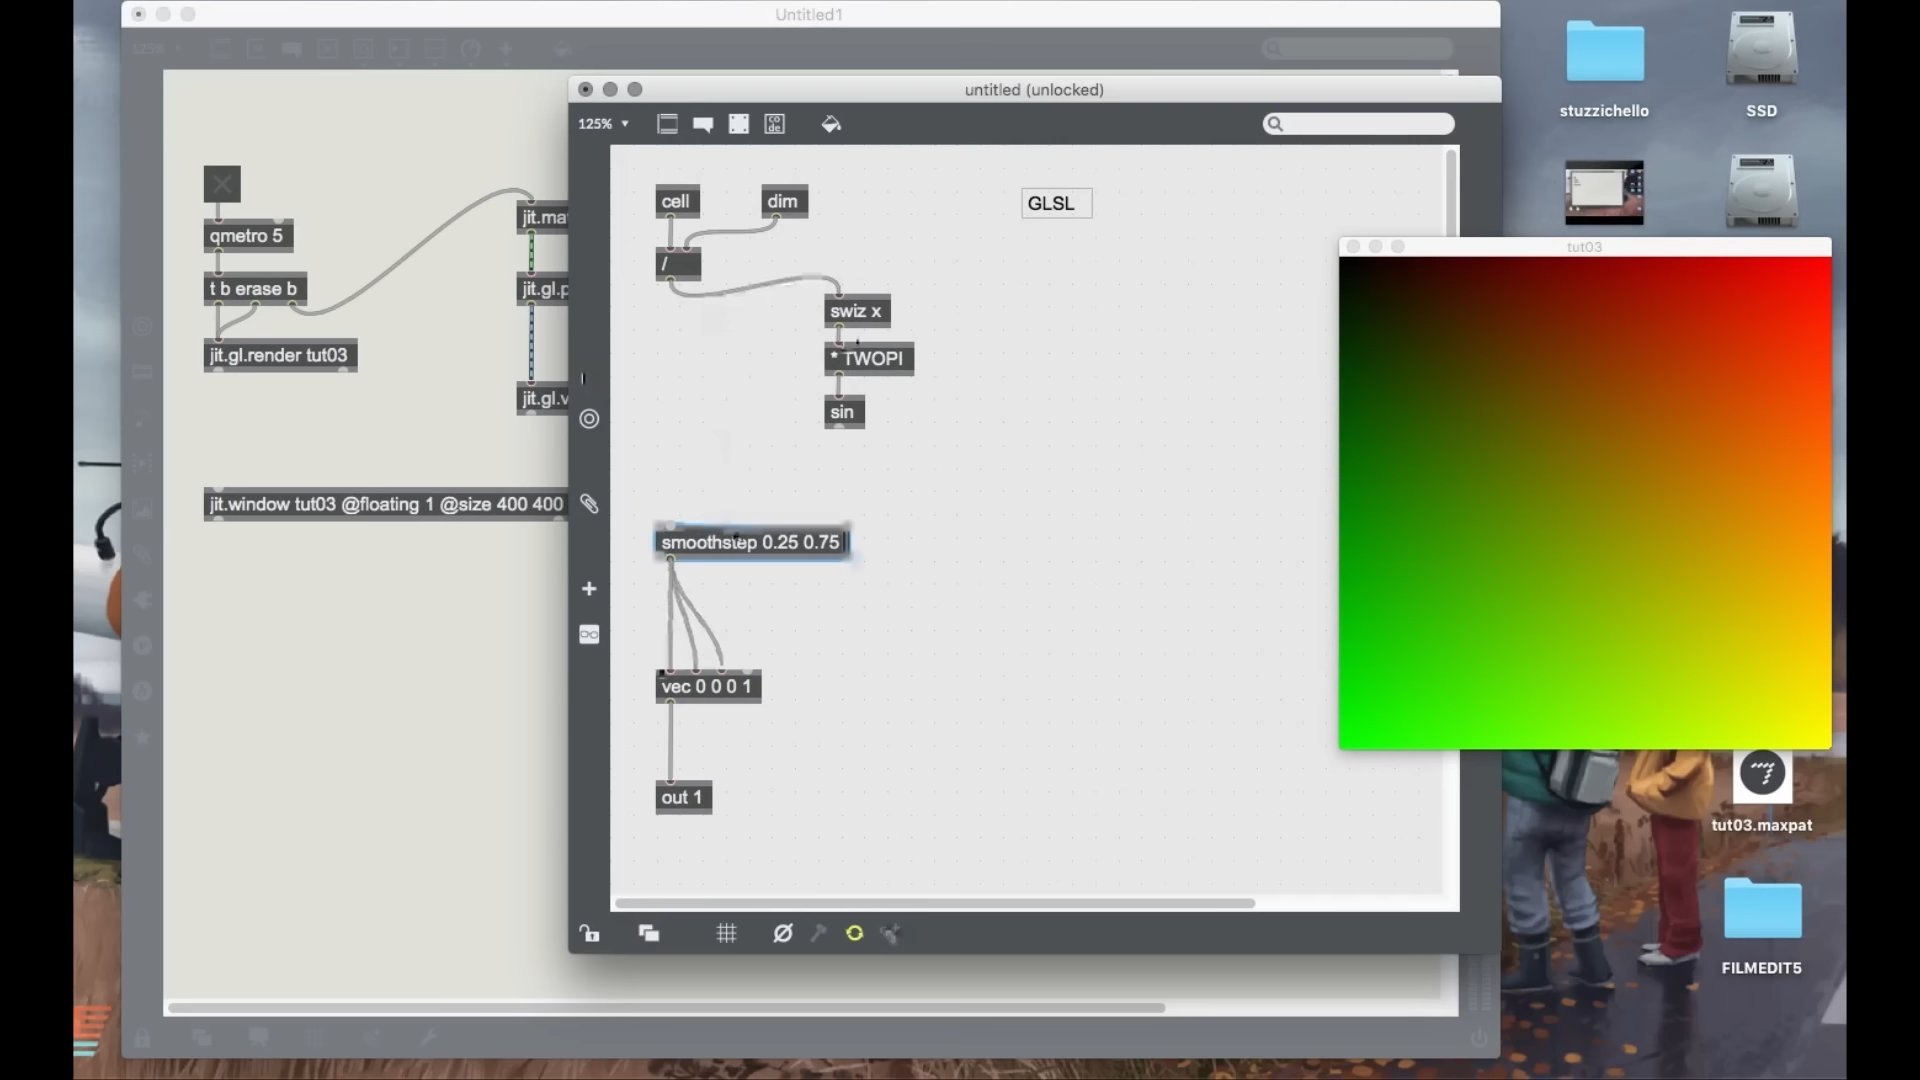 Untitled1
125%
untitled (unlocked)
125%
cell
dim
GLSL
/
swiz x
* TWOPI
sin
smoothstep 0.25 0.75
vec 0 0 0 1
out 1
qmetro 5
t b erase b
jit.gl.render tut03
jit.gl.p
jit.gl.v
jit.window tut03 @floating 1 @size 400 400
tut03
stuzzichello
SSD
tut03.maxpat
FILMEDIT5